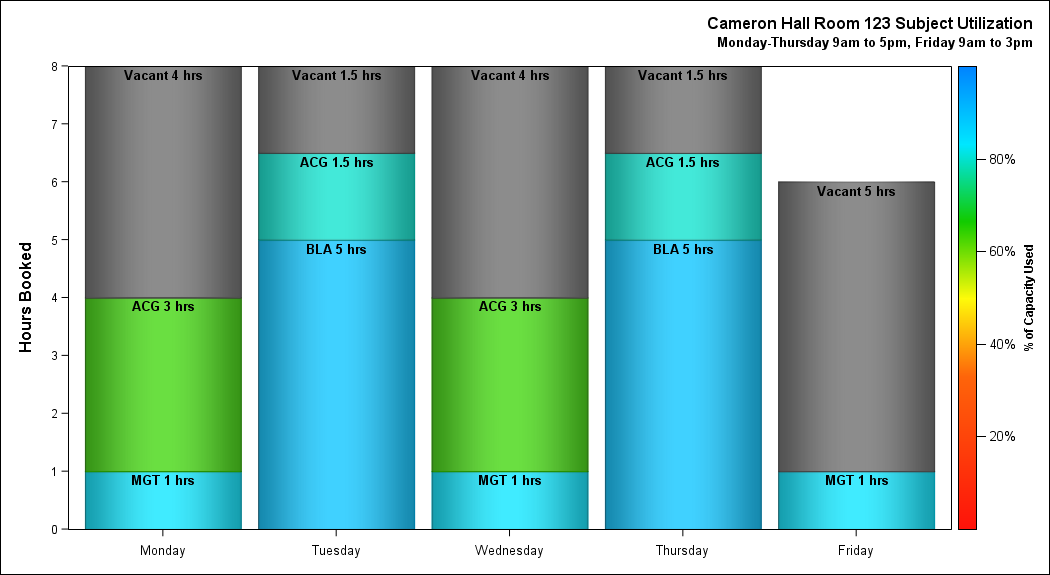 Cameron Hall Room 123 Subject Utilization
Monday-Thursday 9am to 5pm, Friday 9am to 3pm
Hours Booked
8
7
6
5
4
3
2
1
0
Vacant 4 hrs
ACG 3 hrs
MGT 1 hrs
Vacant 1.5 hrs
ACG 1.5 hrs
BLA 5 hrs
Vacant 4 hrs
ACG 3 hrs
MGT 1 hrs
Vacant 1.5 hrs
ACG 1.5 hrs
BLA 5 hrs
Vacant 5 hrs
MGT 1 hrs
Monday
Tuesday
Wednesday
Thursday
Friday
80%
60%
40%
20%
% of Capacity Used